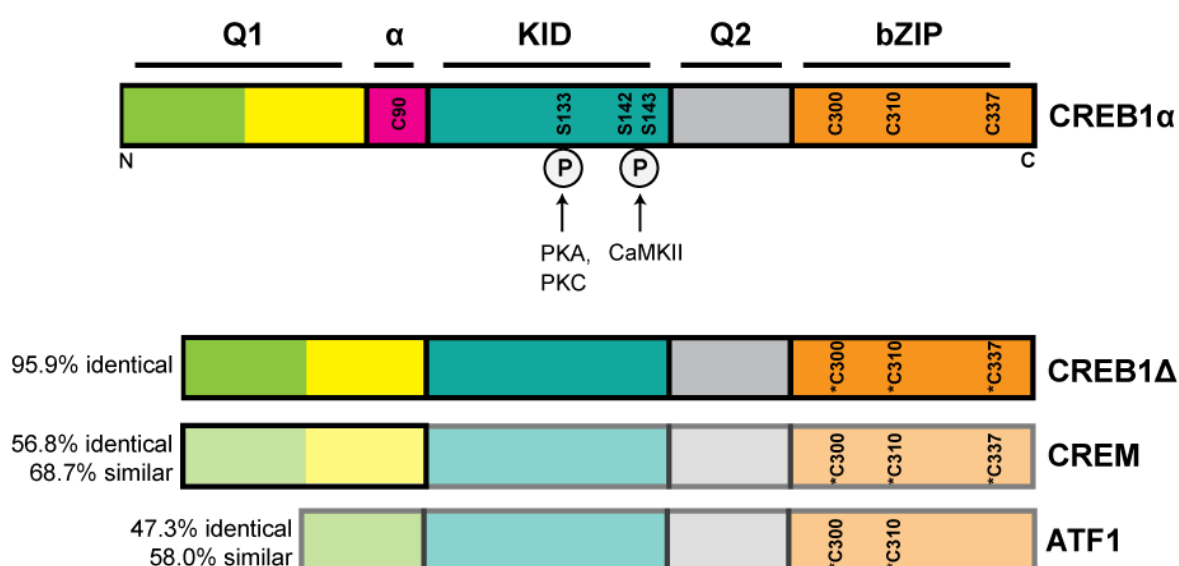 Q1 α KID Q2 bZIP
C90 S133 S142 S143 C300 C310 C337 CREB1α
N C
P P
PKA, CaMKII
PKC
95.9% identical *C300 *C310 *C337 CREB1Δ
56.8% identical
68.7% similar *C300 *C310 *C337 CREM
47.3% identical
58.0% similar *C300 *C310 ATF1